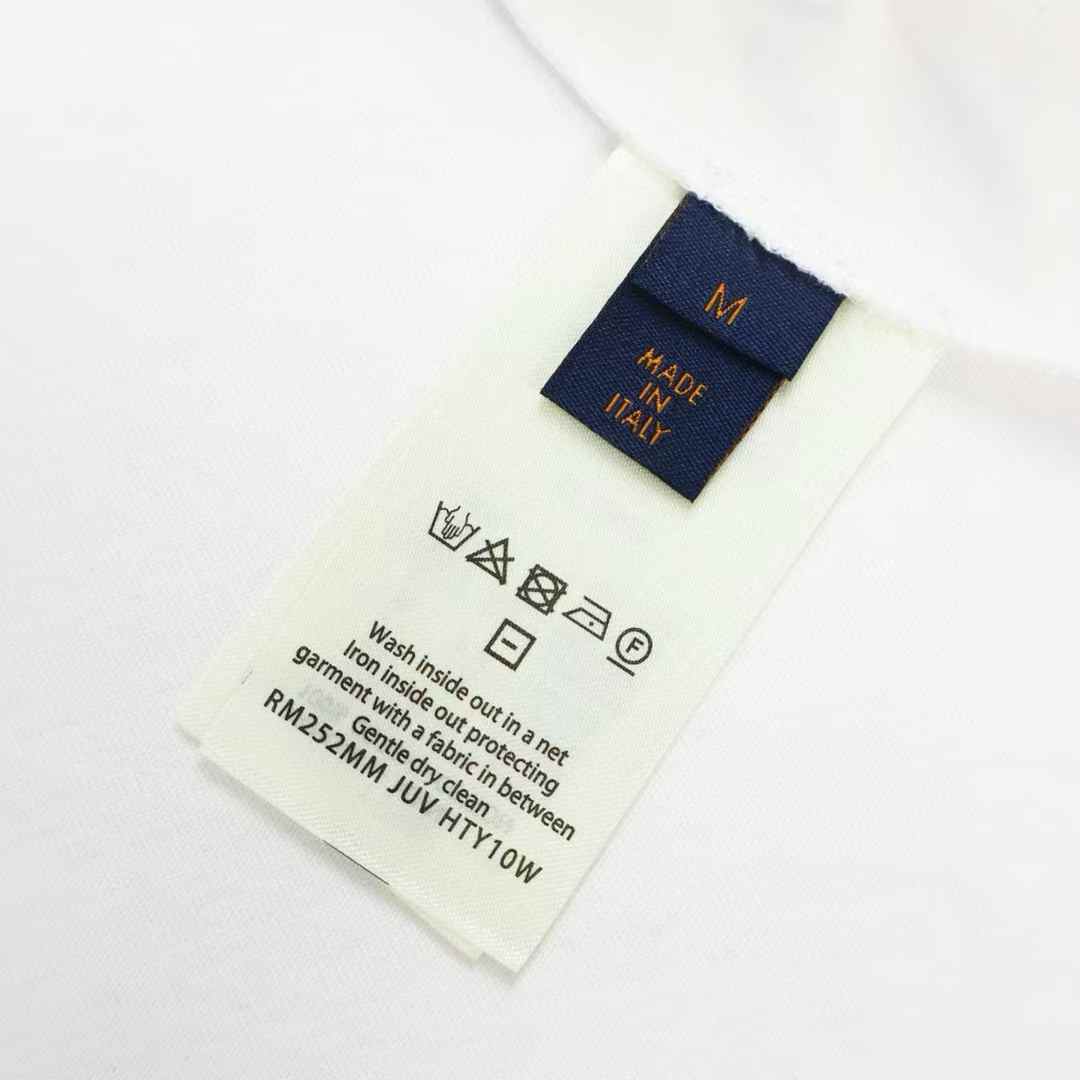 M
MADE
IN
ITALY
F
Wash inside out in a net
Iron inside out protecting
garment with a fabric in between
Gentle dry clean
RM252MM JUV HTY10W